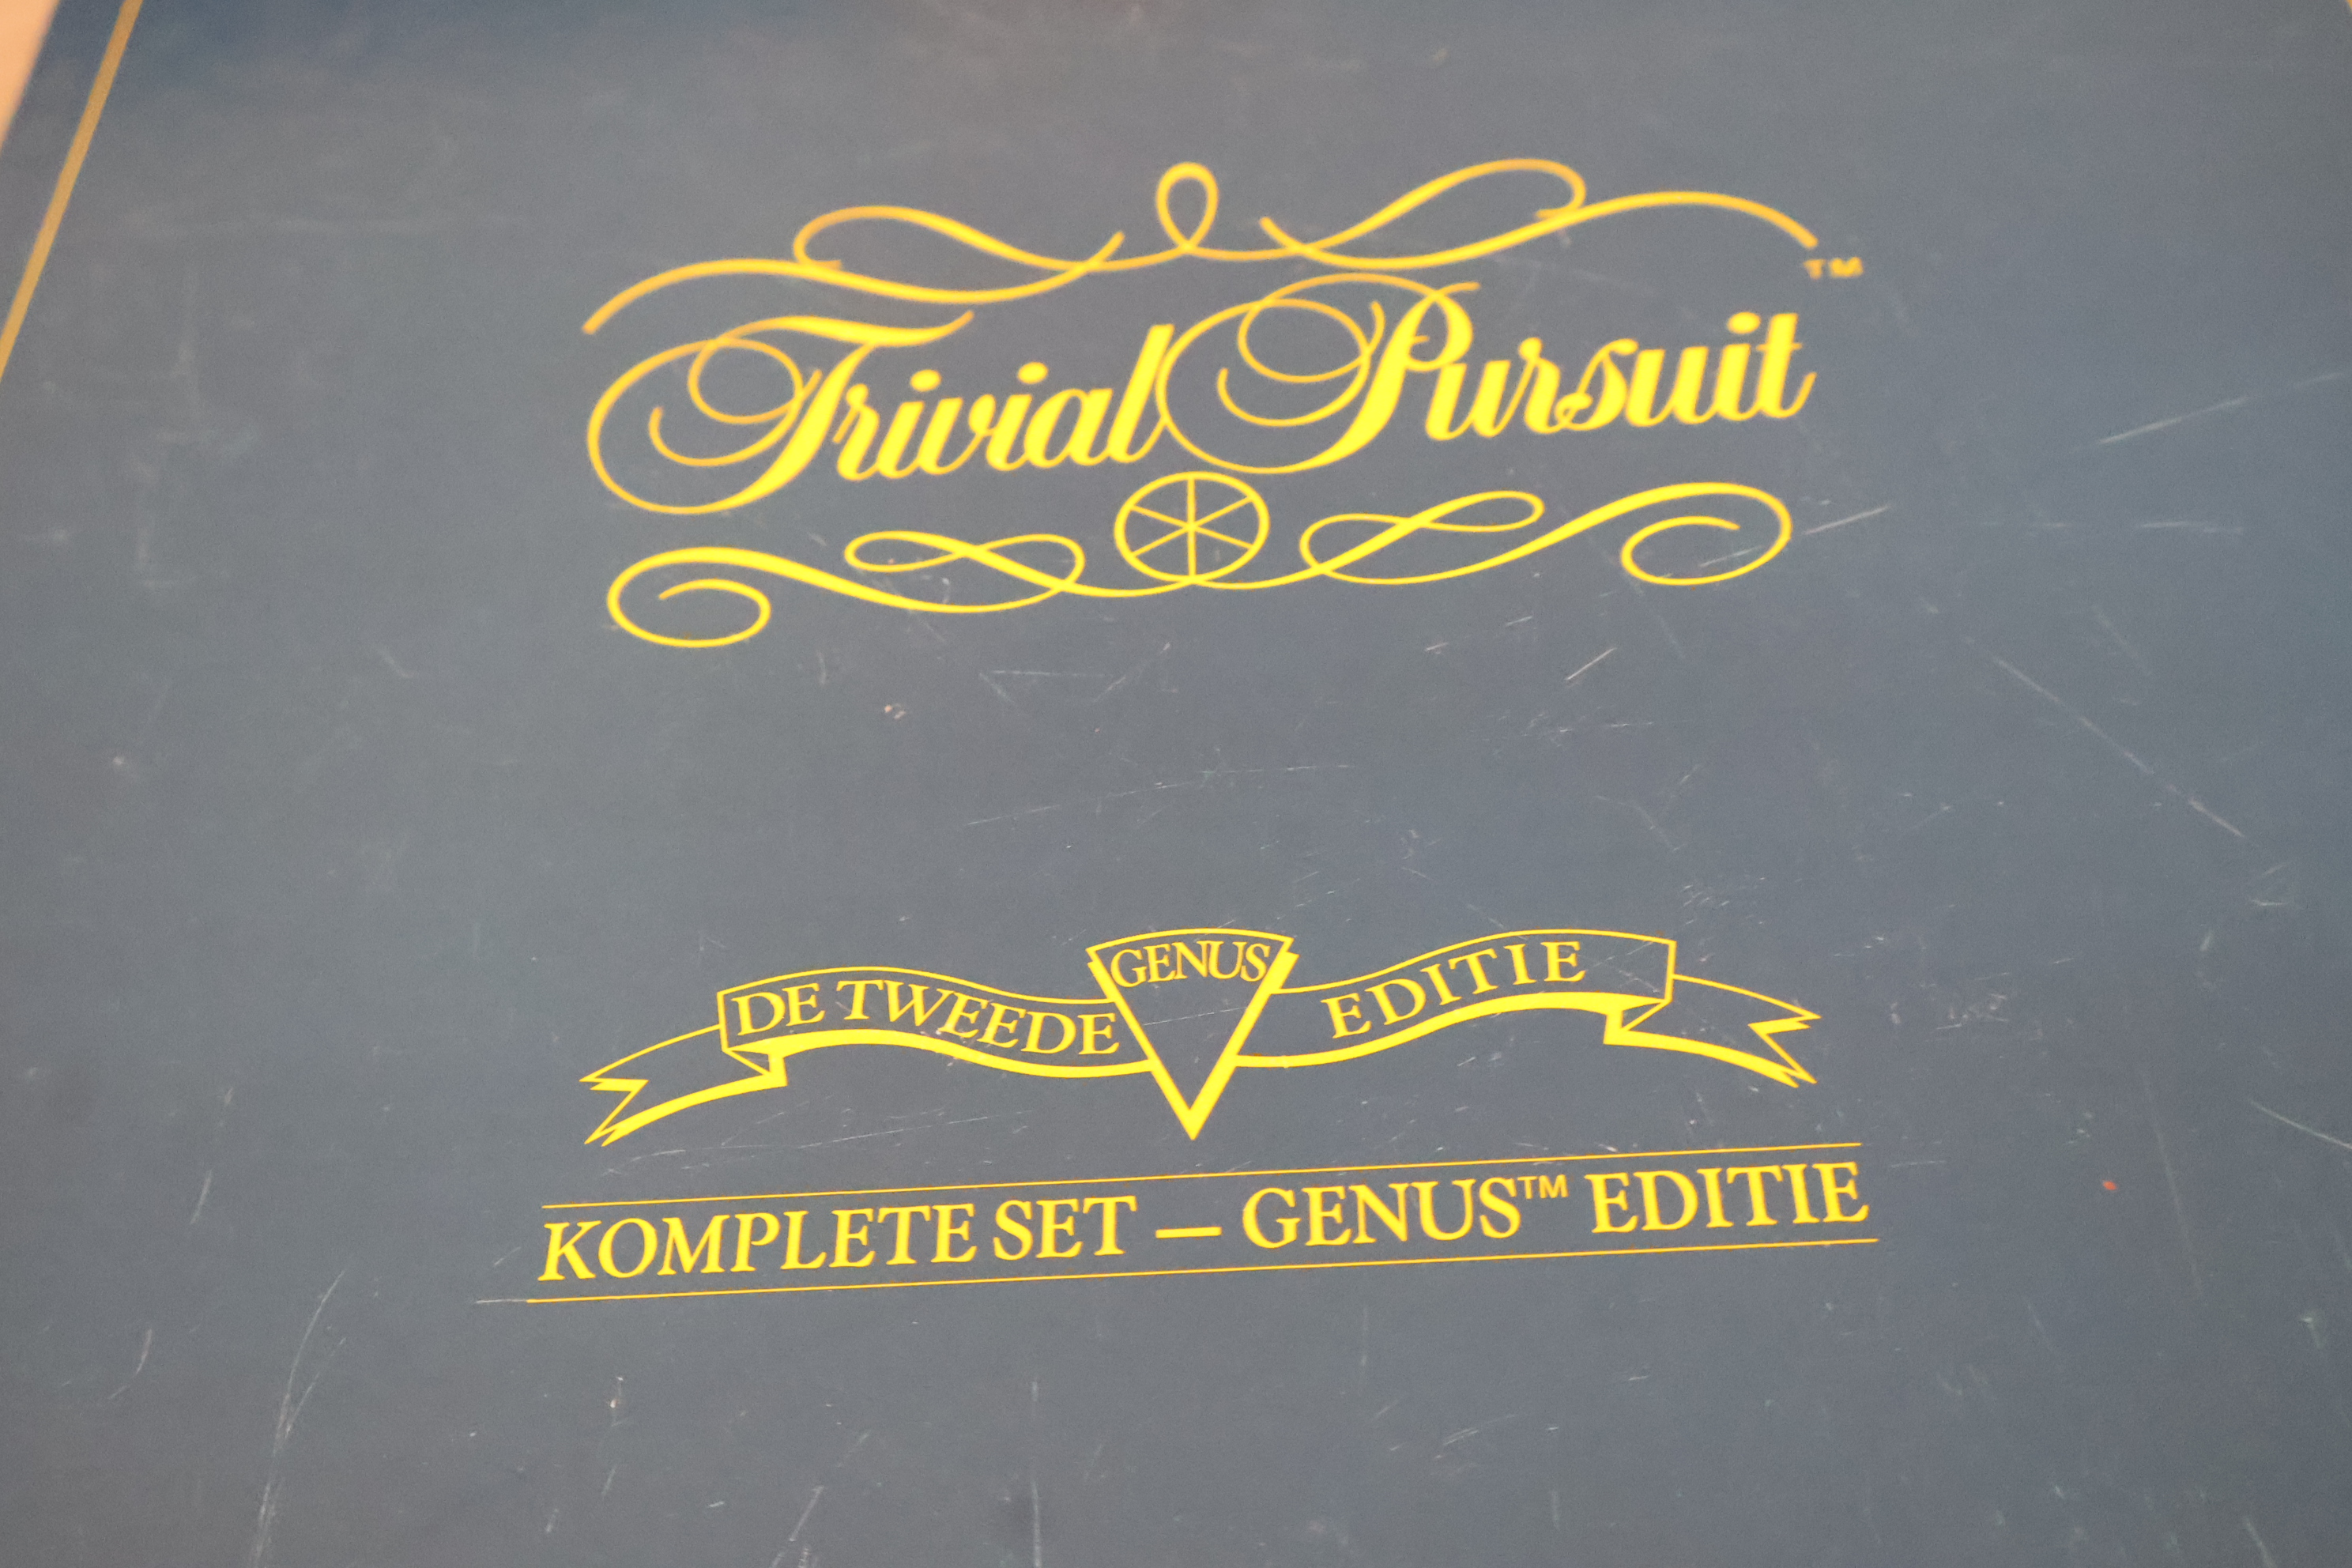 Trivial Pursuit™
DE TWEEDE GENUS EDITIE
KOMPLETE SET — GENUS™ EDITIE